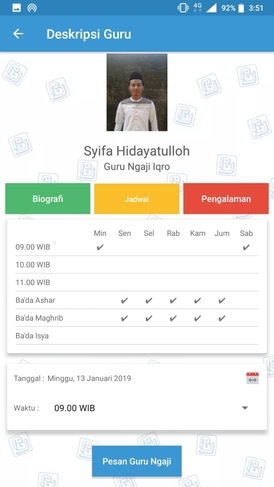 4G 92% 3:51
Deskripsi Guru
Syifa Hidayatulloh
Guru Ngaji Iqro
Biografi Jadwal Pengalaman
Min Sen Sel Rab Kam Jum Sab
09.00 WIB ✔ ✔
10.00 WIB
11.00 WIB
Ba'da Ashar ✔ ✔ ✔ ✔ ✔
Ba'da Maghrib ✔ ✔ ✔ ✔ ✔
Ba'da Isya
Tanggal : Minggu, 13 Januari 2019
Waktu : 09.00 WIB
Pesan Guru Ngaji